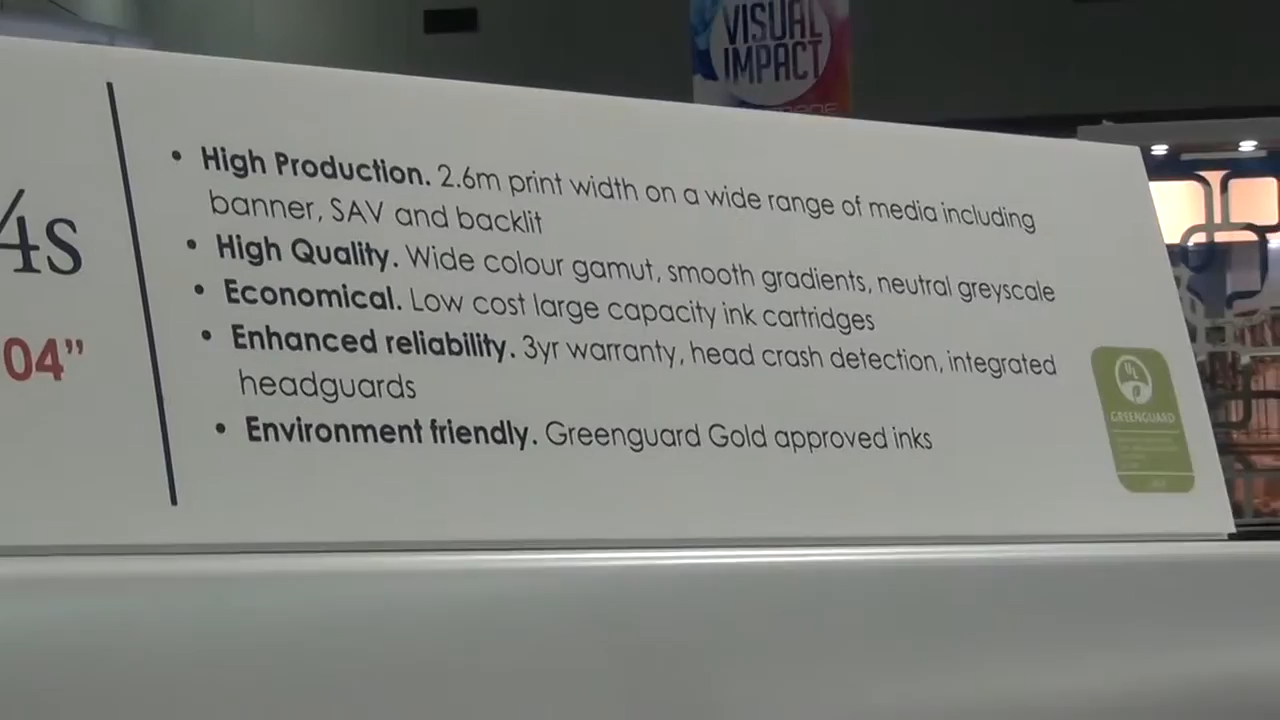 VISUAL
IMPACT
4s
04”
• High Production. 2.6m print width on a wide range of media including
banner, SAV and backlit
• High Quality. Wide colour gamut, smooth gradients, neutral greyscale
• Economical. Low cost large capacity ink cartridges
• Enhanced reliability. 3yr warranty, head crash detection, integrated
headguards
• Environment friendly. Greenguard Gold approved inks
UL
GREENGUARD